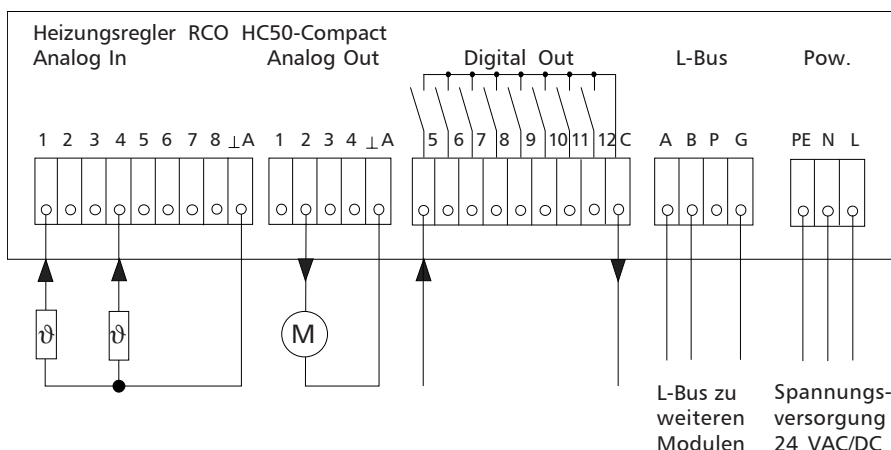 Heizungsregler RCO HC50-Compact
Analog In Analog Out Digital Out L-Bus Pow.
1 2 3 4 5 6 7 8 ⊥A 1 2 3 4 ⊥A 5 6 7 8 9 10 11 12 C A B P G PE N L
ϑ ϑ M
L-Bus zu Spannungs-
weiteren versorgung
Modulen 24 VAC/DC